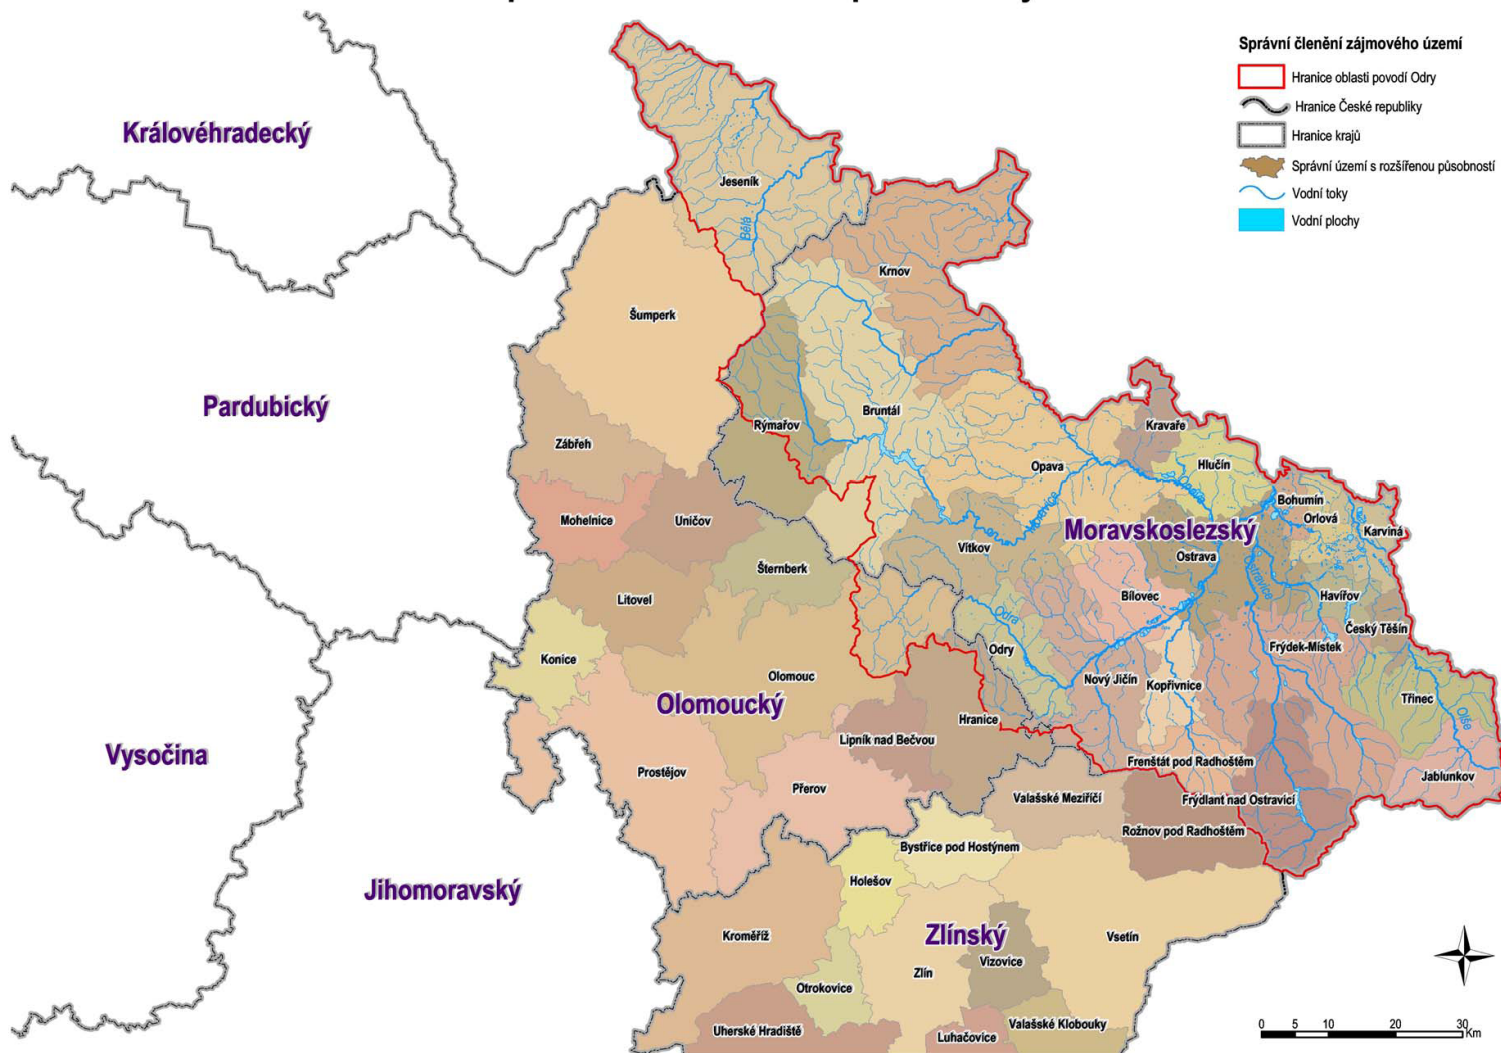 Správní členění zájmového území
Hranice oblasti povodí Odry
Hranice České republiky
Hranice krajů
Správní území s rozšířenou působností
Vodní toky
Vodní plochy
Královéhradecký
Jeseník
Bělá
Krnov
Šumperk
Pardubický
Bruntál
Rýmařov
Kravaře
Zábřeh
Hlučín
Opava
Opava
Moravice
Mohelnice
Uničov
Bohumín
Orlová
Karviná
Moravskoslezský
Vítkov
Ostrava
Ostravice
Šternberk
Litovel
Bílovec
Havířov
Český Těšín
Odra
Odry
Konice
Frýdek-Místek
Olomouc
Nový Jičín
Kopřivnice
Třinec
Olše
Olomoucký
Hranice
Lipník nad Bečvou
Vysočina
Prostějov
Frenštát pod Radhoštěm
Jablunkov
Přerov
Valašské Meziříčí
Frýdlant nad Ostravicí
Rožnov pod Radhoštěm
Bystřice pod Hostýnem
Holešov
Jihomoravský
Kroměříž
Zlínský
Vsetín
Vizovice
Zlín
Otrokovice
Uherské Hradiště
Luhačovice
Valašské Klobouky
0 5 10 20 30
Km